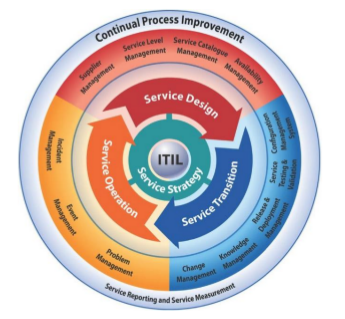 Continual Process Improvement
Supplier
Management
Service Level
Management
Service Catalogue
Management
Availability
Management
Service Design
System
Configuration
Management
Service
Testing &
Validation
Release &
Deployment
Management
Knowledge
Management
Change
Management
Service Transition
Incident
Management
Event
Management
Problem
Management
Service Operation
ITIL
Service Strategy
Service Reporting and Service Measurement